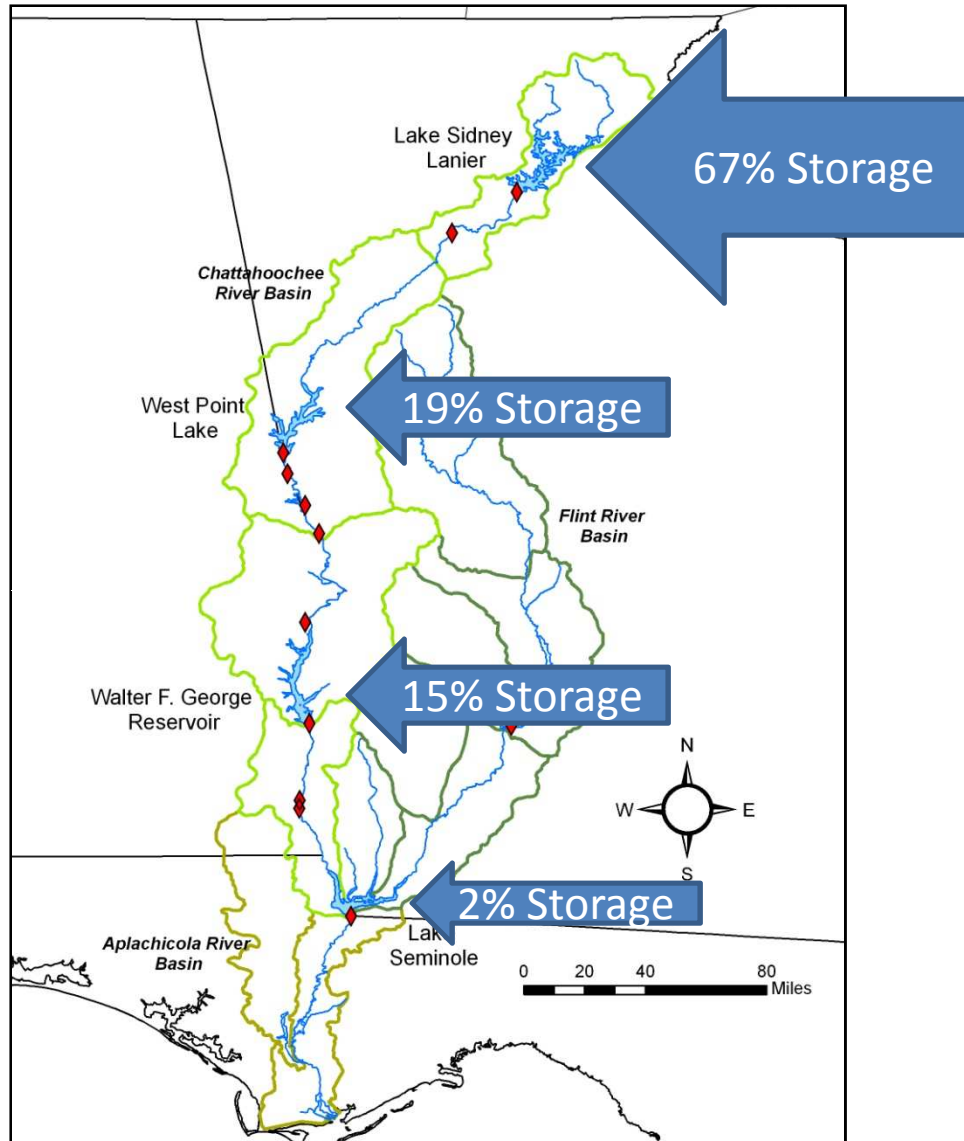 Lake Sidney
Lanier
67% Storage
Chattahoochee
River Basin
West Point
Lake
19% Storage
Flint River
Basin
Walter F. George
Reservoir
15% Storage
N
W
E
S
2% Storage
Lak
Seminole
Aplachicola River
Basin
0 20 40 80
Miles